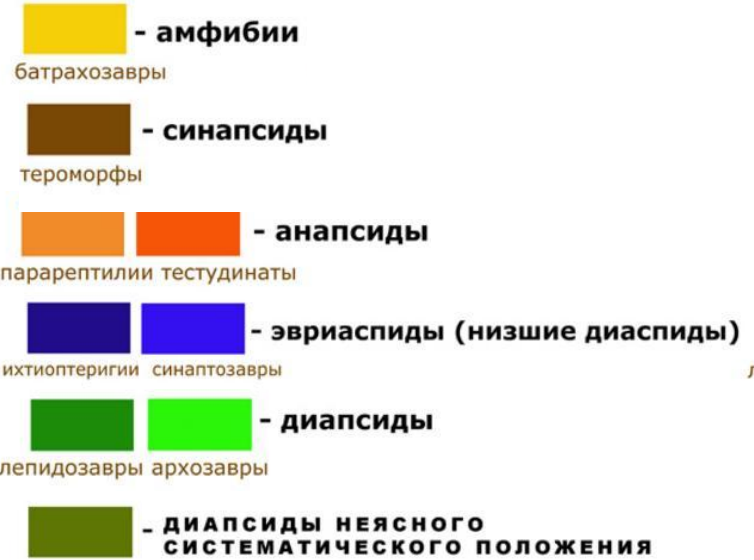 - амфибии
батрахозавры
- синапсиды
тероморфы
- анапсиды
парарептилии тестудинаты
- эвриаспиды (низшие диаспиды)
ихтиоптеригии синаптозавры
- диапсиды
лепидозавры архозавры
- ДИАПСИДЫ НЕЯСНОГО
СИСТЕМАТИЧЕСКОГО ПОЛОЖЕНИЯ